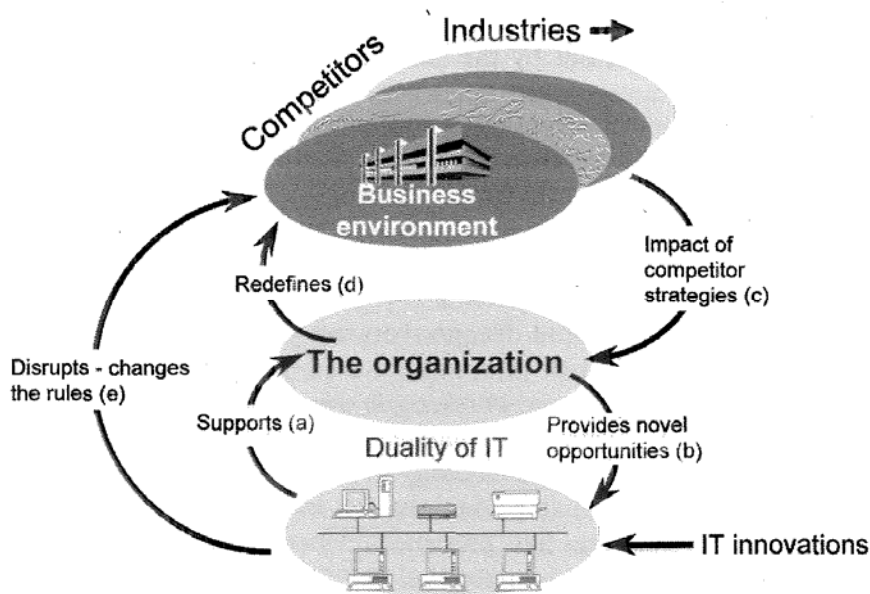 Industries
Competitors
Business
environment
Impact of
competitor
strategies (c)
Redefines (d)
The organization
Disrupts - changes
the rules (e)
Supports (a)
Provides novel
opportunities (b)
Duality of IT
IT innovations